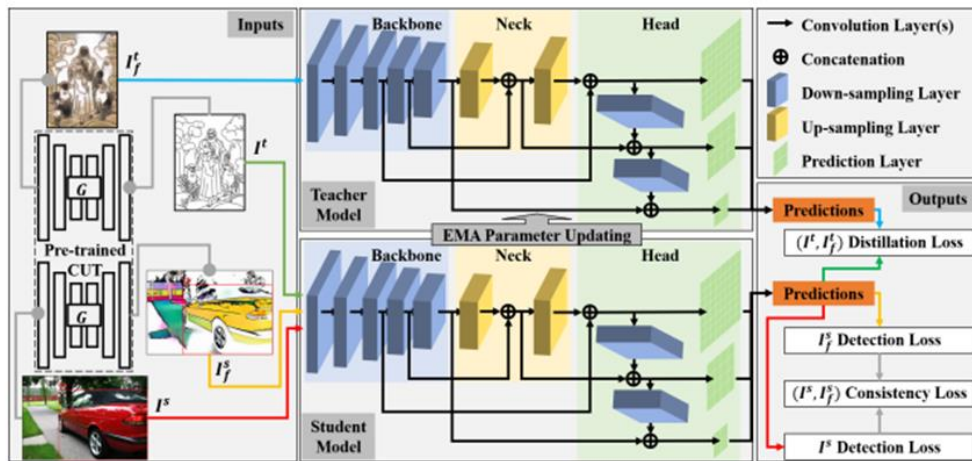 Inputs
I_f^t
I^t
G
Pre-trained
CUT
G
I_f^s
I^s
Backbone
Neck
Head
Teacher
Model
EMA Parameter Updating
Backbone
Neck
Head
Student
Model
Convolution Layer(s)
Concatenation
Down-sampling Layer
Up-sampling Layer
Prediction Layer
Outputs
Predictions
(I^t, I_f^t) Distillation Loss
Predictions
I_f^s Detection Loss
(I^s, I_f^s) Consistency Loss
I^s Detection Loss